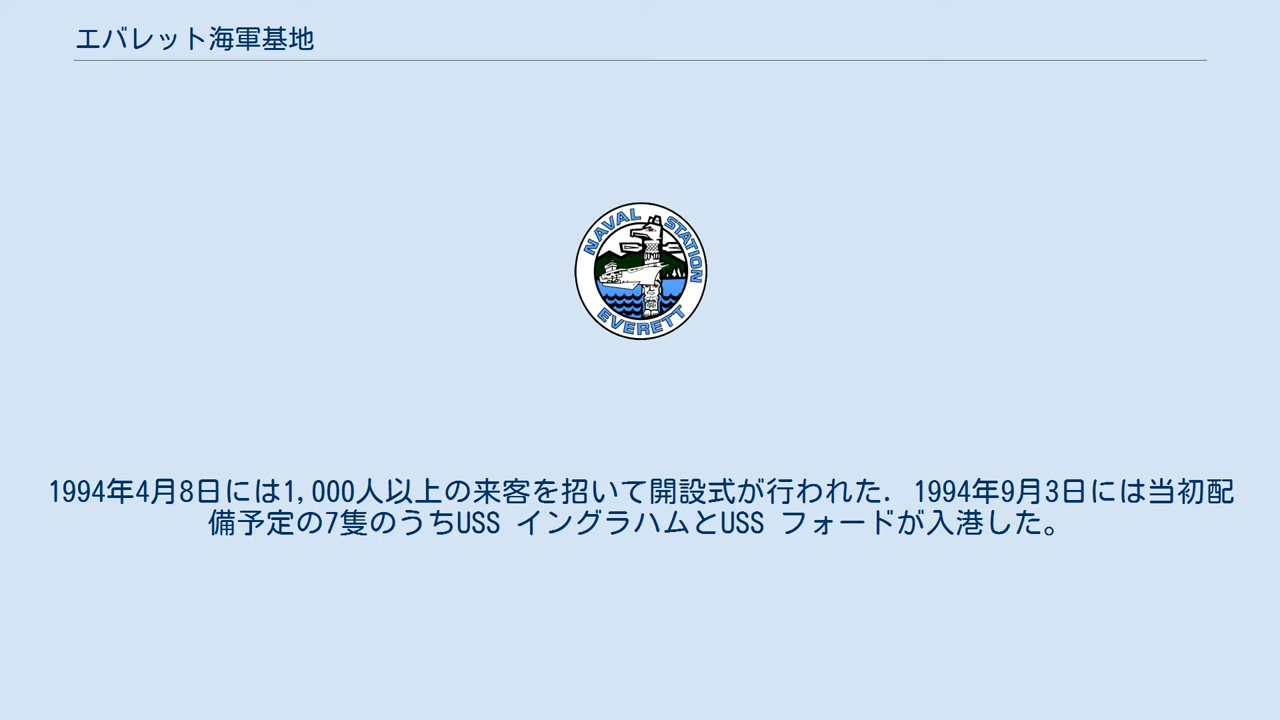 エバレット海軍基地
NAVAL STATION
EVERETT
1994年4月8日には1,000人以上の来客を招いて開設式が行われた. 1994年9月3日には当初配
備予定の7隻のうちUSS イングラハムとUSS フォードが入港した。